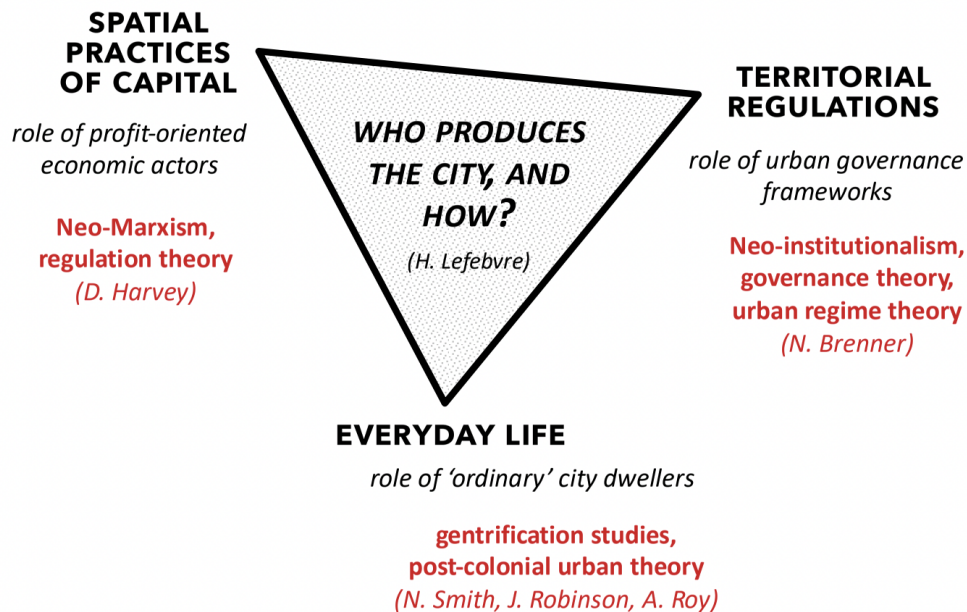 SPATIAL
PRACTICES
OF CAPITAL
role of profit-oriented
economic actors
Neo-Marxism,
regulation theory
(D. Harvey)
WHO PRODUCES
THE CITY, AND
HOW?
(H. Lefebvre)
TERRITORIAL
REGULATIONS
role of urban governance
frameworks
Neo-institutionalism,
governance theory,
urban regime theory
(N. Brenner)
EVERYDAY LIFE
role of ‘ordinary’ city dwellers
gentrification studies,
post-colonial urban theory
(N. Smith, J. Robinson, A. Roy)